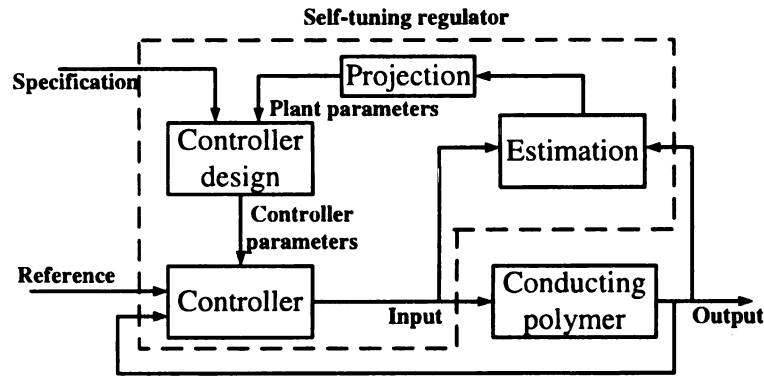 Self-tuning regulator
Specification
Projection
Plant parameters
Controller
design
Estimation
Controller
parameters
Reference
Controller
Input
Conducting
polymer
Output